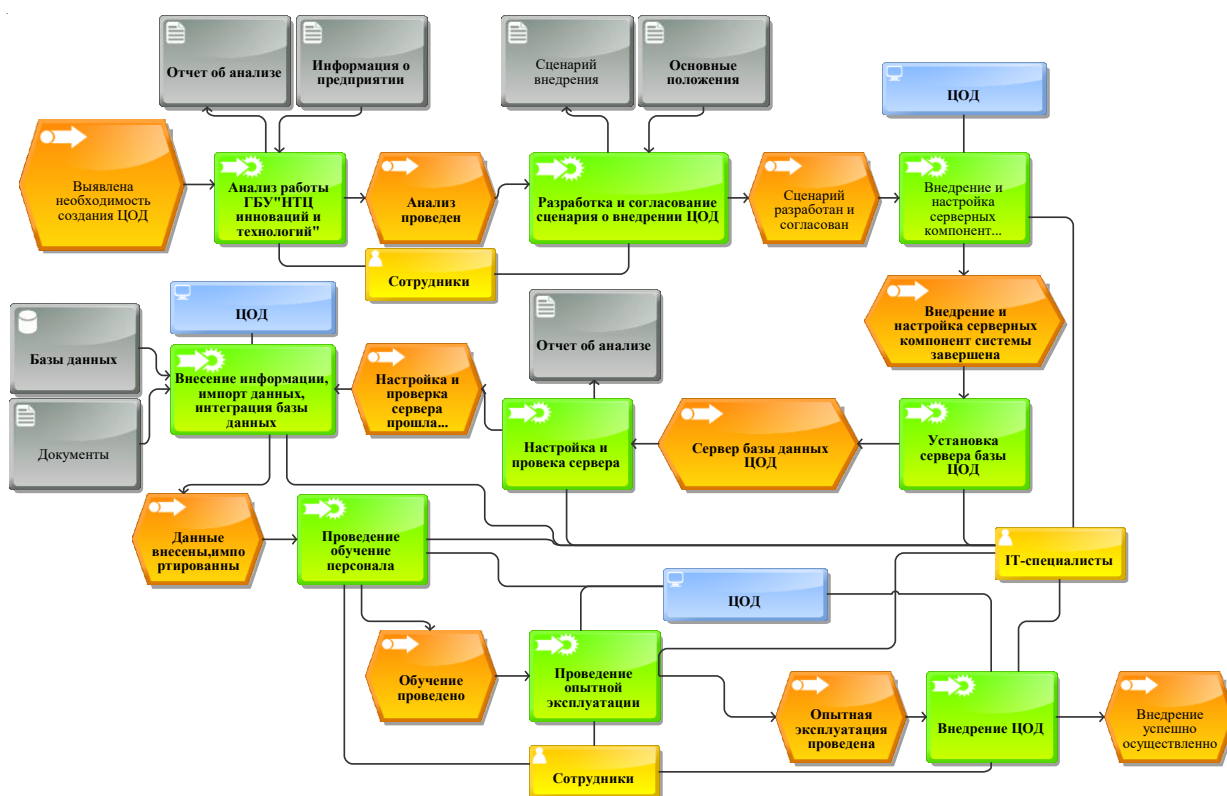 Отчет об анализе
Информация о
предприятии
Сценарий
внедрения
Основные
положения
ЦОД
Выявлена
необходимость
создания ЦОД
Анализ работы
ГБУ"НТЦ
инноваций и
технологий"
Анализ
проведен
Разработка и согласование
сценария о внедрении ЦОД
Сценарий
разработан и
согласован
Внедрение и
настройка
серверных
компонент...
Сотрудники
ЦОД
Базы данных
Документы
Внесение информации,
импорт данных,
интеграция базы
данных
Настройка и
проверка
сервера
прошла...
Отчет об анализе
Настройка и
провека сервера
Сервер базы данных
ЦОД
Внедрение и
настройка серверных
компонент системы
завершена
Установка
сервера базы
ЦОД
Данные
внесены,импо
ртированны
Проведение
обучение
персонала
IT-специалисты
ЦОД
Обучение
проведено
Проведение
опытной
эксплуатации
Опытная
эксплуатация
проведена
Внедрение ЦОД
Внедрение
успешно
осуществленно
Сотрудники